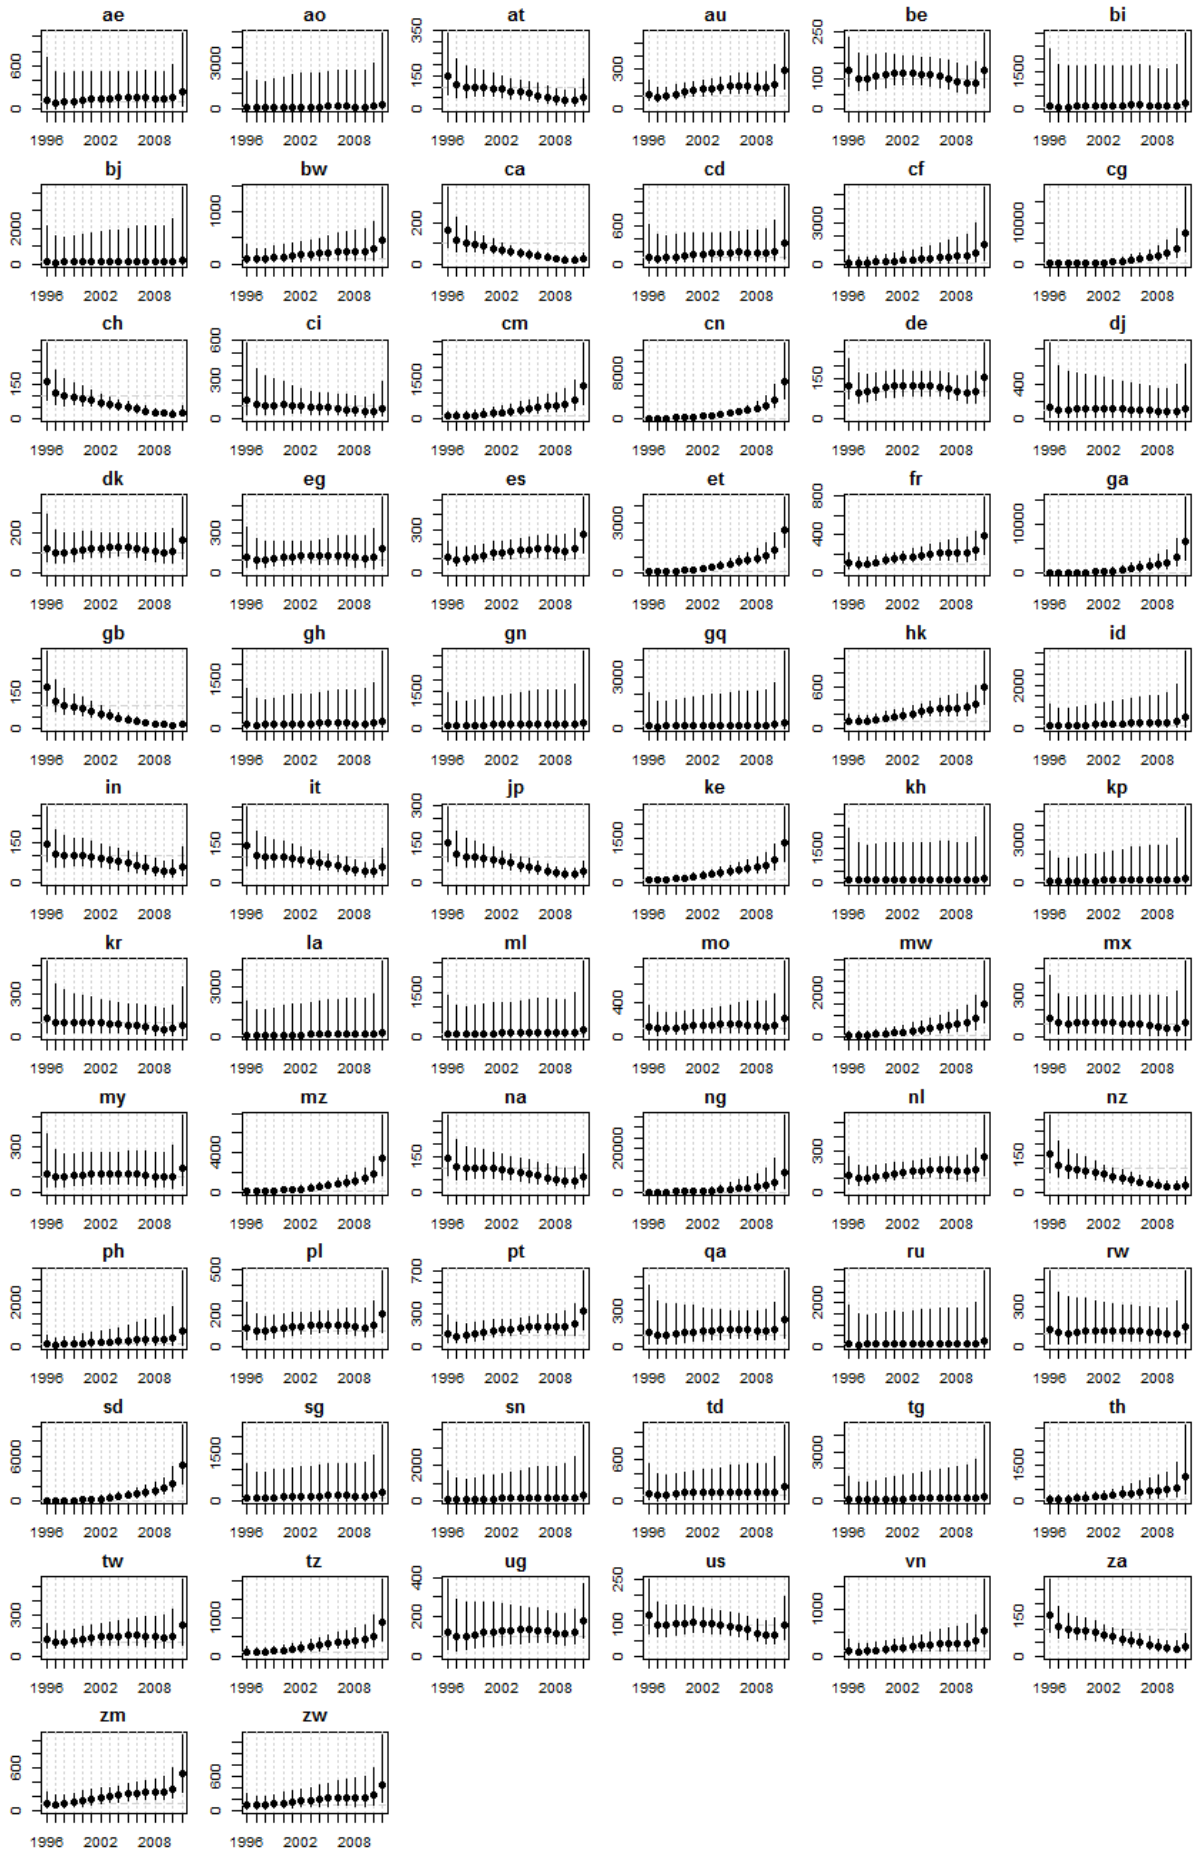 ae ao at au be bi
0 600 0 3000 0 150 350 0 300 0 100 250 0 1500
1996 2002 2008 1996 2002 2008 1996 2002 2008 1996 2002 2008 1996 2002 2008 1996 2002 2008
bj bw ca cd cf cg
0 2000 0 1000 0 200 0 600 0 3000 0 10000
1996 2002 2008 1996 2002 2008 1996 2002 2008 1996 2002 2008 1996 2002 2008 1996 2002 2008
ch ci cm cn de dj
0 150 0 300 600 0 1500 0 8000 0 150 0 400
1996 2002 2008 1996 2002 2008 1996 2002 2008 1996 2002 2008 1996 2002 2008 1996 2002 2008
dk eg es et fr ga
0 200 0 300 0 300 0 3000 0 400 800 0 10000
1996 2002 2008 1996 2002 2008 1996 2002 2008 1996 2002 2008 1996 2002 2008 1996 2002 2008
gb gh gn gq hk id
0 150 0 1500 0 1500 0 3000 0 600 0 2000
1996 2002 2008 1996 2002 2008 1996 2002 2008 1996 2002 2008 1996 2002 2008 1996 2002 2008
in it jp ke kh kp
0 150 0 150 0 150 300 0 1500 0 1500 0 3000
1996 2002 2008 1996 2002 2008 1996 2002 2008 1996 2002 2008 1996 2002 2008 1996 2002 2008
kr la ml mo mw mx
0 300 0 3000 0 1500 0 400 0 2000 0 300
1996 2002 2008 1996 2002 2008 1996 2002 2008 1996 2002 2008 1996 2002 2008 1996 2002 2008
my mz na ng nl nz
0 300 0 4000 0 150 0 20000 0 300 0 150
1996 2002 2008 1996 2002 2008 1996 2002 2008 1996 2002 2008 1996 2002 2008 1996 2002 2008
ph pl pt qa ru rw
0 2000 0 200 500 0 300 700 0 300 0 2000 0 300
1996 2002 2008 1996 2002 2008 1996 2002 2008 1996 2002 2008 1996 2002 2008 1996 2002 2008
sd sg sn td tg th
0 6000 0 1500 0 2000 0 600 0 3000 0 1500
1996 2002 2008 1996 2002 2008 1996 2002 2008 1996 2002 2008 1996 2002 2008 1996 2002 2008
tw tz ug us vn za
0 300 0 1000 0 200 400 0 100 250 0 1000 0 150
1996 2002 2008 1996 2002 2008 1996 2002 2008 1996 2002 2008 1996 2002 2008 1996 2002 2008
zm zw
0 600 0 600
1996 2002 2008 1996 2002 2008